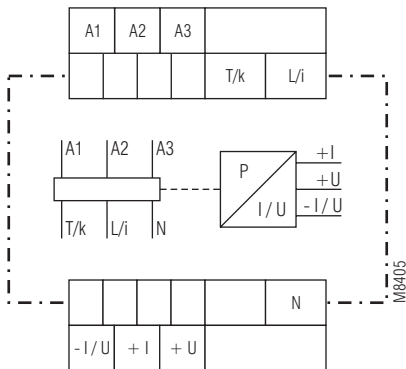 A1 A2 A3
T/k L/i
A1 A2 A3 +I
P +U
I/U -I/U
T/k L/i N
M8405
N
-I/U +I +U